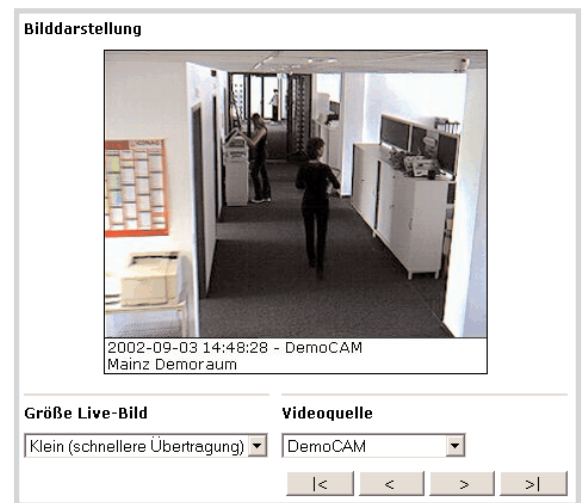 Bilddarstellung
2002-09-03 14:48:28 - DemoCAM
Mainz Demoraum
Größe Live-Bild
Videoquelle
Klein (schnellere Übertragung)
DemoCAM
|<
<
>
>|